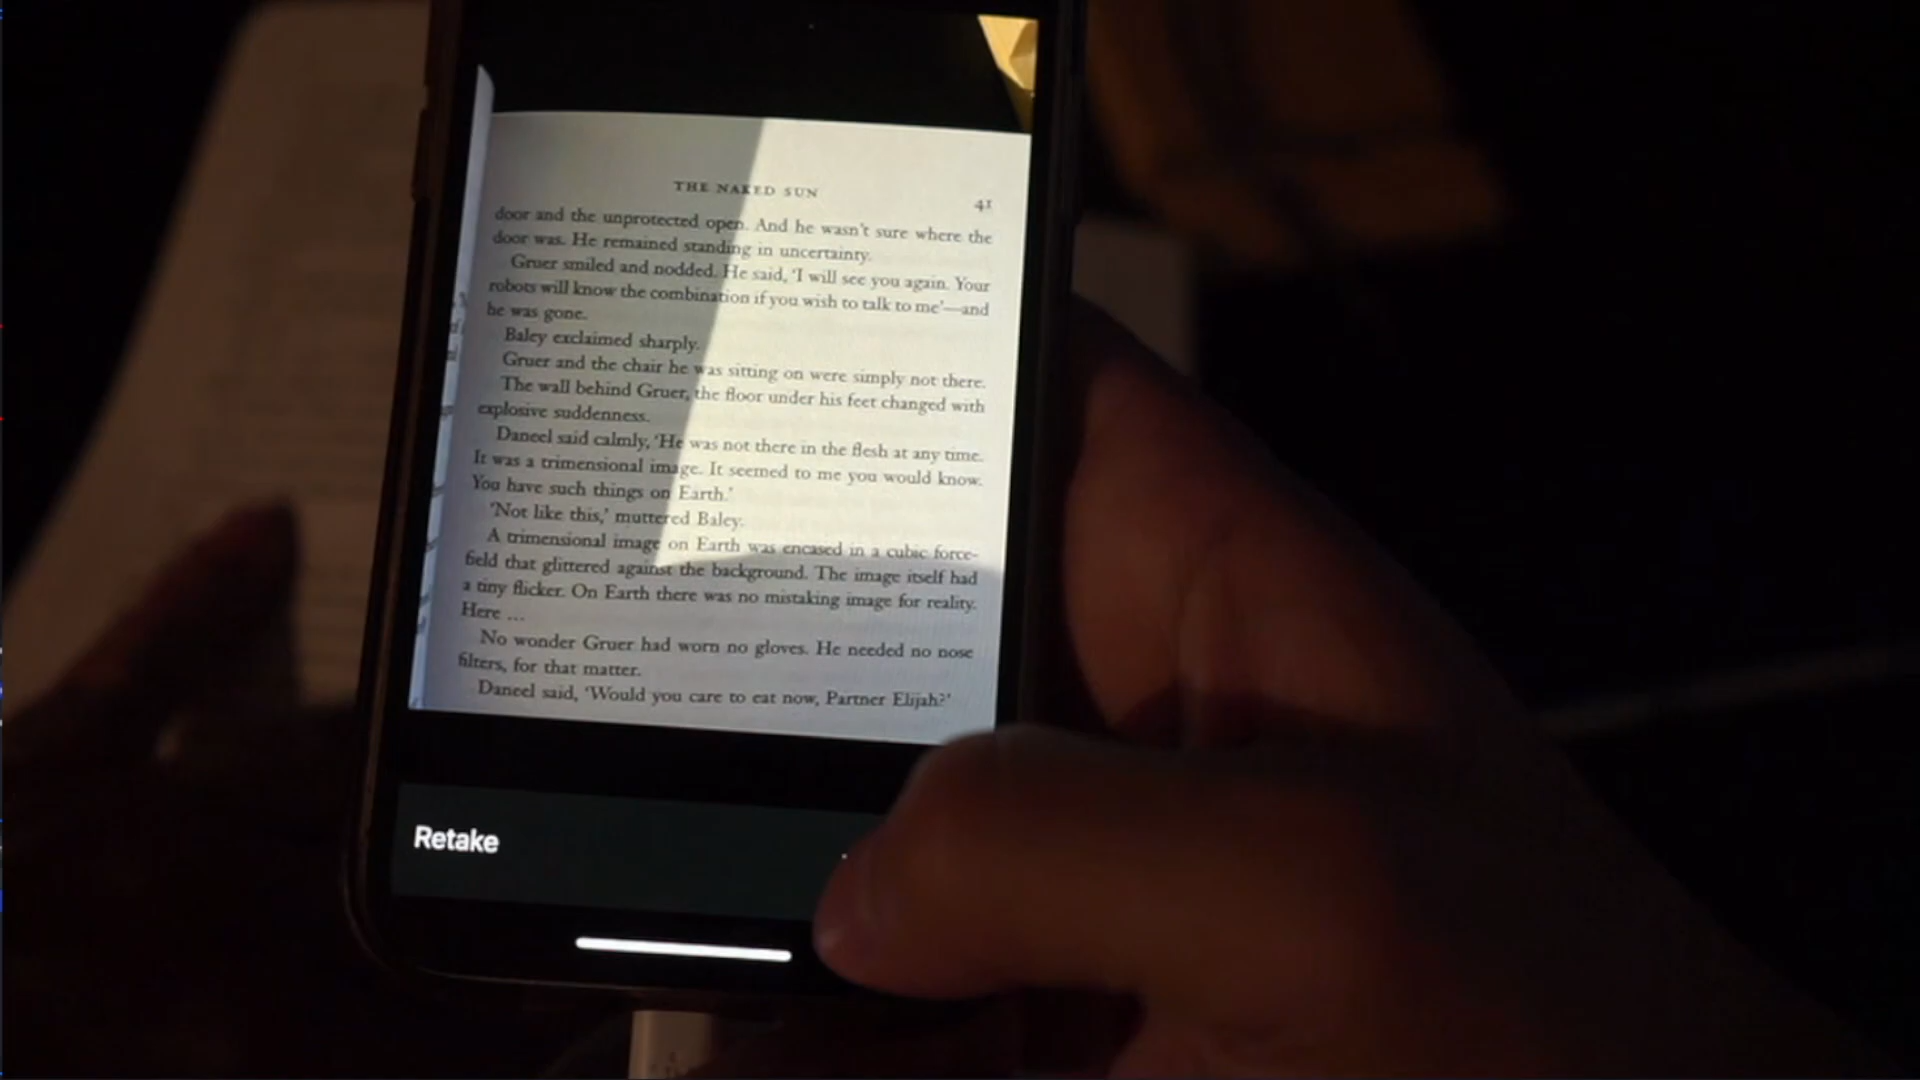 THE NAKED SUN
41
door and the unprotected open. And he wasn't sure where the
door was. He remained standing in uncertainty.
Gruer smiled and nodded. He said, 'I will see you again. Your
robots will know the combination if you wish to talk to me'—and
he was gone.
Baley exclaimed sharply.
Gruer and the chair he was sitting on were simply not there.
The wall behind Gruer, the floor under his feet changed with
explosive suddenness.
Daneel said calmly, 'He was not there in the flesh at any time.
It was a trimensional image. It seemed to me you would know.
You have such things on Earth.'
'Not like this,' muttered Baley.
A trimensional image on Earth was encased in a cubic force-
field that glittered against the background. The image itself had
a tiny flicker. On Earth there was no mistaking image for reality.
Here ...
No wonder Gruer had worn no gloves. He needed no nose
filters, for that matter.
Daneel said, 'Would you care to eat now, Partner Elijah?'
Retake